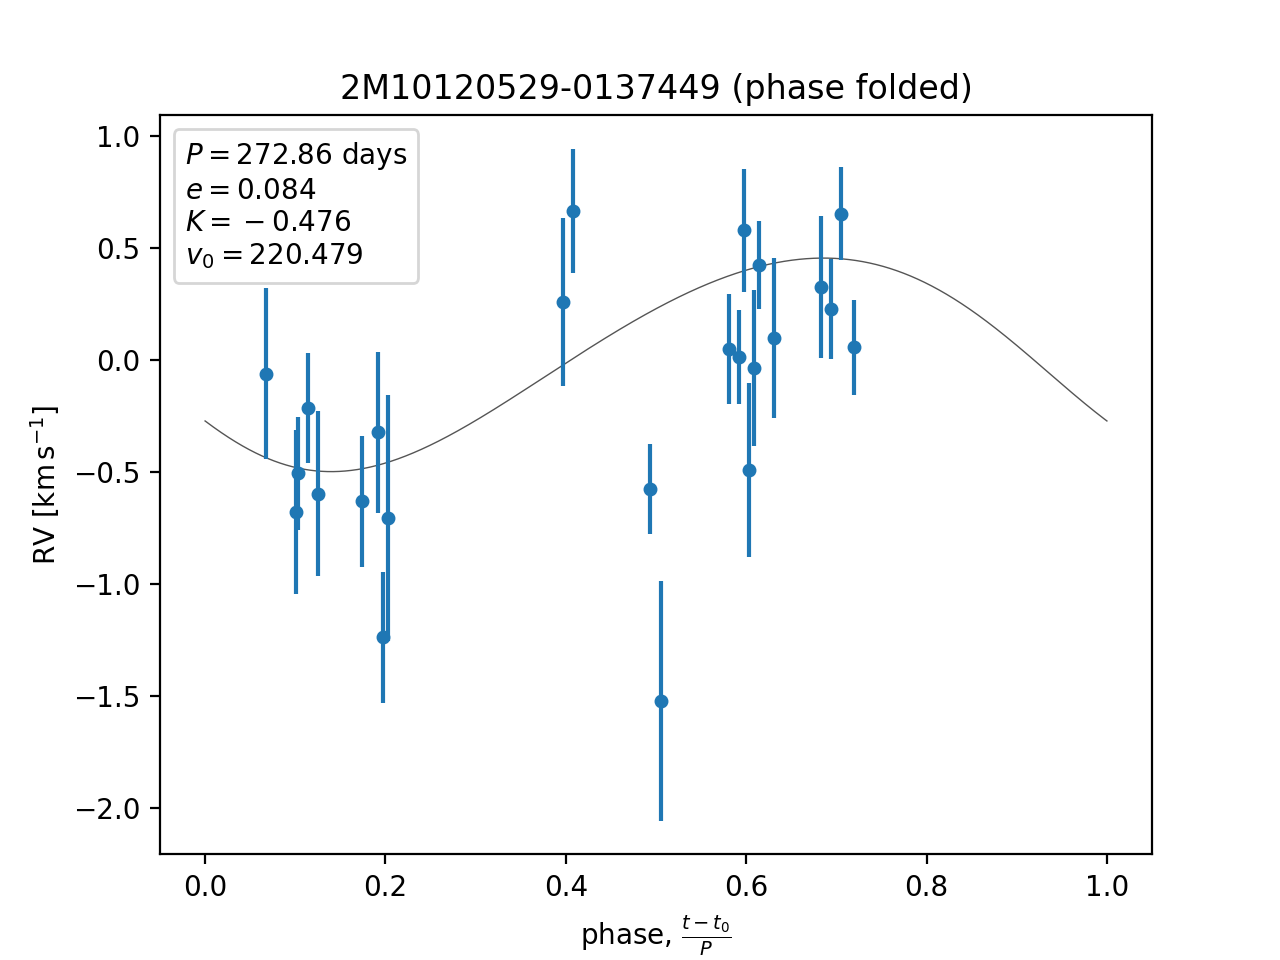 2M10120529-0137449 (phase folded)
P = 272.86 days
e = 0.084
K = −0.476
v₀ = 220.479
1.0
0.5
0.0
−0.5
−1.0
−1.5
−2.0
RV [km s⁻¹]
0.0 0.2 0.4 0.6 0.8 1.0
phase, (t − t₀)/P